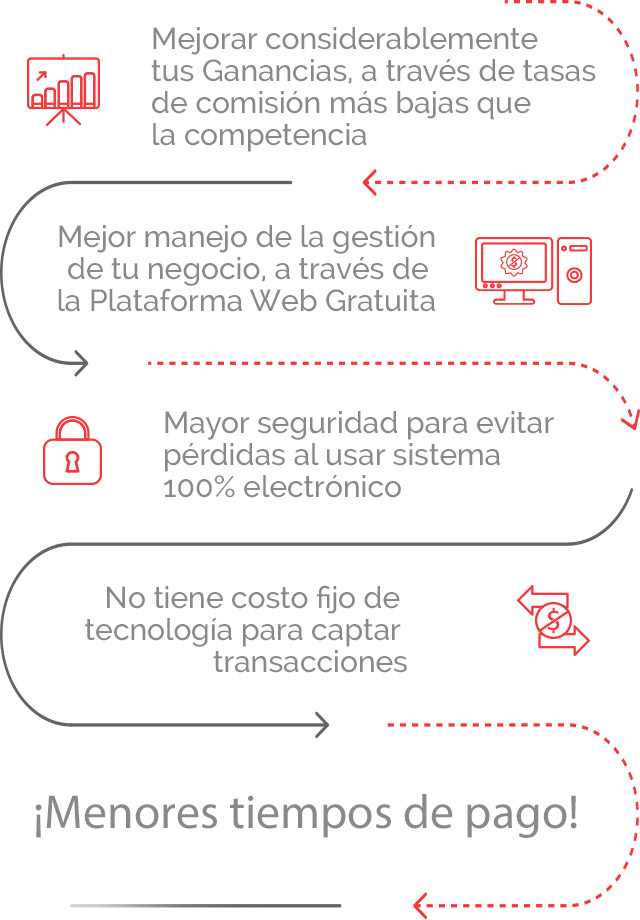 Mejorar considerablemente
tus Ganancias, a través de tasas
de comisión más bajas que
la competencia
Mejor manejo de la gestión
de tu negocio, a través de
la Plataforma Web Gratuita
Mayor seguridad para evitar
pérdidas al usar sistema
100% electrónico
No tiene costo fijo de
tecnología para captar
transacciones
¡Menores tiempos de pago!